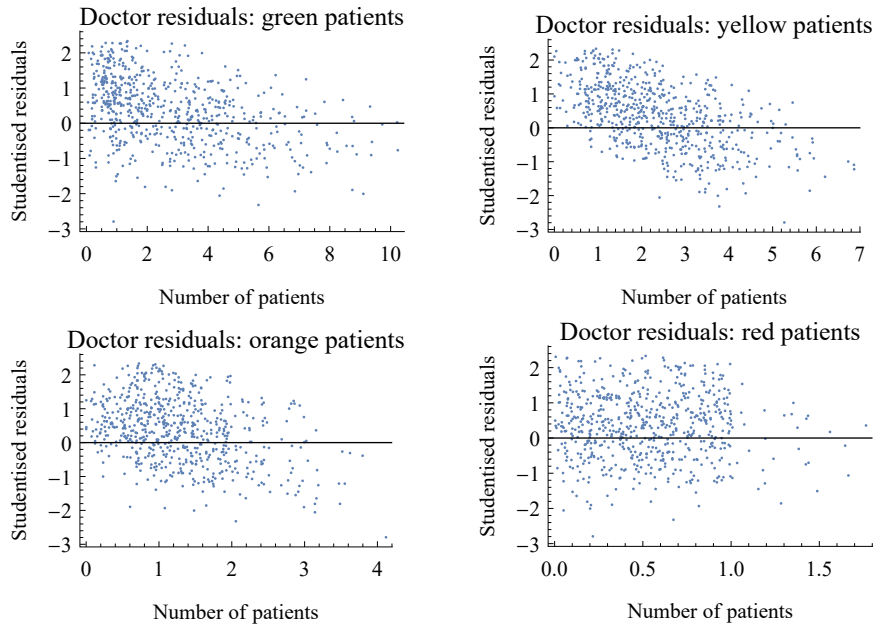 Doctor residuals: green patients
Studentised residuals
2
1
0
−1
−2
−3
0 2 4 6 8 10
Number of patients
Doctor residuals: yellow patients
Studentised residuals
2
1
0
−1
−2
−3
0 1 2 3 4 5 6 7
Number of patients
Doctor residuals: orange patients
Studentised residuals
2
1
0
−1
−2
−3
0 1 2 3 4
Number of patients
Doctor residuals: red patients
Studentised residuals
2
1
0
−1
−2
−3
0.0 0.5 1.0 1.5
Number of patients